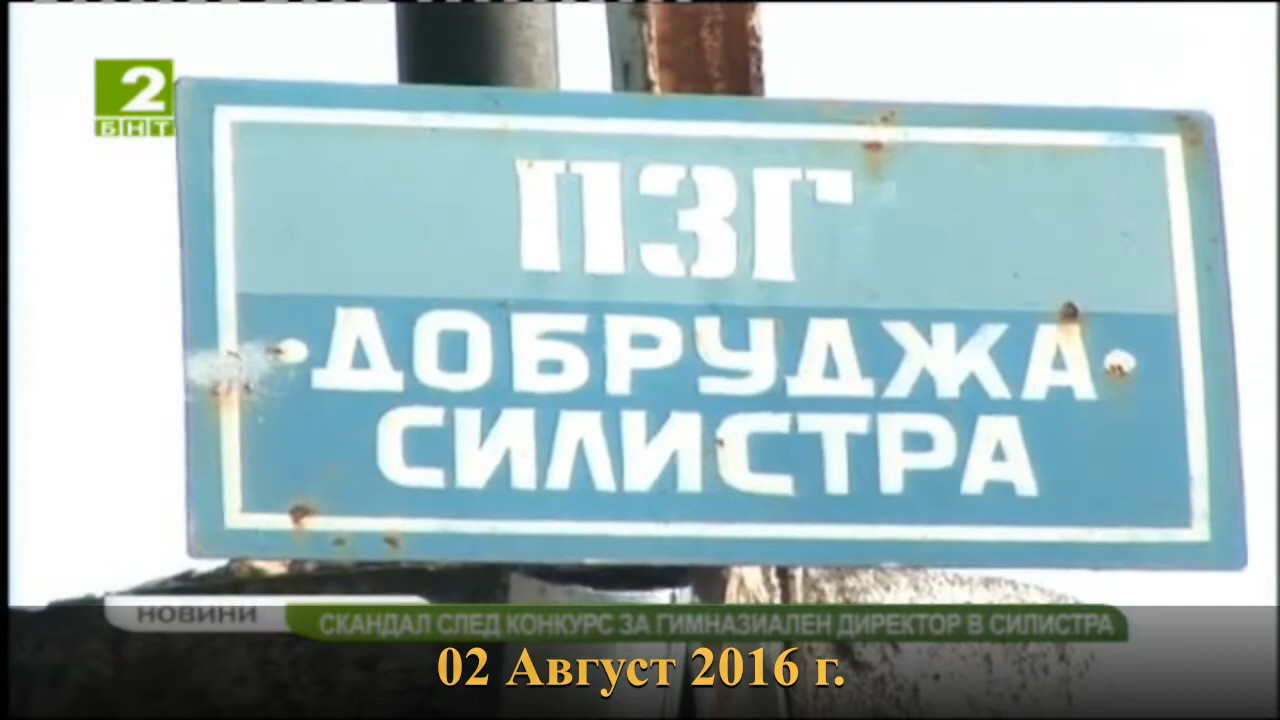 2
БНТ
ПЗГ
ДОБРУДЖА
СИЛИСТРА
НОВИНИ
СКАНДАЛ СЛЕД КОНКУРС ЗА ГИМНАЗИАЛЕН ДИРЕКТОР В СИЛИСТРА
02 Август 2016 г.